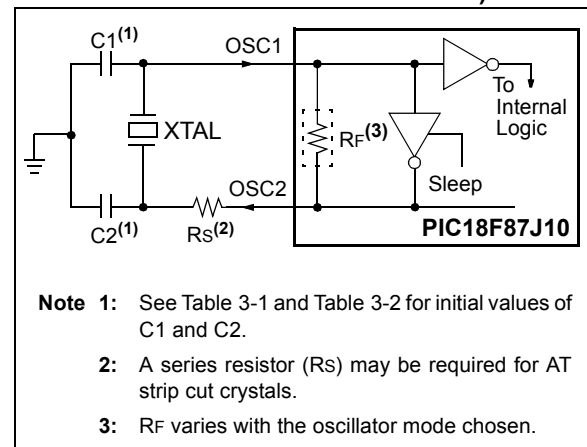 C1(1)
OSC1
To
Internal
Logic
XTAL
RF(3)
Sleep
OSC2
C2(1)
RS(2)
PIC18F87J10
Note 1: See Table 3-1 and Table 3-2 for initial values of
C1 and C2.
2: A series resistor (RS) may be required for AT
strip cut crystals.
3: RF varies with the oscillator mode chosen.